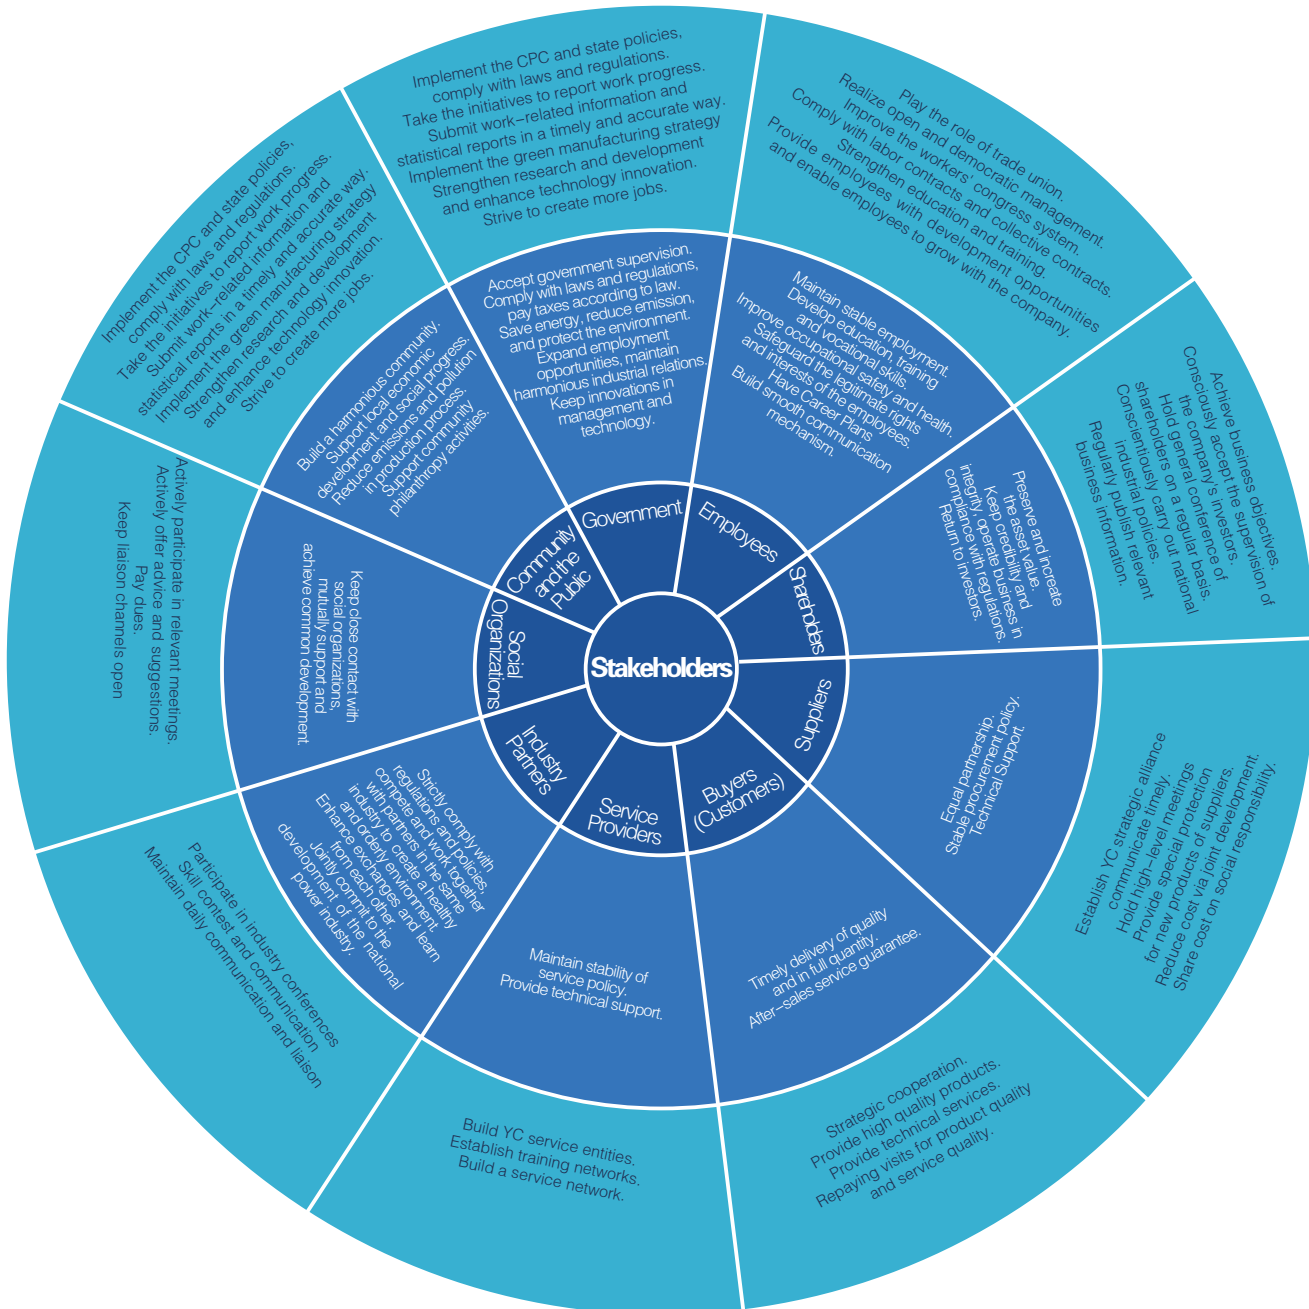 Stakeholders
Government
Accept government supervision.
Comply with laws and regulations,
pay taxes according to law.
Save energy, reduce emission,
and protect the environment.
Expand employment
opportunities, maintain
harmonious industrial relations.
Keep innovations in
management and
technology.
Implement the CPC and state policies,
comply with laws and regulations.
Take the initiatives to report work progress.
Submit work-related information and
statistical reports in a timely and accurate way.
Implement the green manufacturing strategy
Strengthen research and development
and enhance technology innovation.
Strive to create more jobs.
Employees
Maintain stable employment.
Develop education, training
and vocational skills.
Improve occupational safety and health.
Safeguard the legitimate rights
and interests of the employees.
Have Career Plans
Build smooth communication
mechanism.
Play the role of trade union.
Realize open and democratic management.
Improve the workers' congress system.
Comply with labor contracts and collective contracts.
Strengthen education and training.
Provide employees with development opportunities
and enable employees to grow with the company.
Shareholders
Preserve and increase
the asset value.
Keep credibility and
integrity, operate business in
compliance with regulations.
Return to investors.
Achieve business objectives.
Consciously accept the supervision of
the company's investors.
Hold general conference of
shareholders on a regular basis.
Conscientiously carry out national
industrial policies.
Regularly publish relevant
business information.
Suppliers
Equal partnership.
Stable procurement policy.
Technical Support.
Establish YC strategic alliance
communicate timely.
Hold high-level meetings
Provide special protection
for new products of suppliers.
Reduce cost via joint development.
Share cost on social responsibility.
Buyers
(Customers)
Timely delivery of quality
and in full quantity.
After-sales service guarantee.
Strategic cooperation.
Provide high quality products.
Provide technical services.
Repaying visits for product quality
and service quality.
Service
Providers
Maintain stability of
service policy.
Provide technical support.
Build YC service entities.
Establish training networks.
Build a service network.
Industry
Partners
Strictly comply with
regulations and policies,
compete and work together
with partners in the same
industry to create a healthy
and orderly environment.
Enhance exchanges and learn
from each other.
Jointly commit to the
development of the national
power industry.
Participate in industry conferences
Skill contest and communication
Maintain daily communication and liaison
Social
Organizations
Keep close contact with
social organizations,
mutually support and
achieve common development.
Actively participate in relevant meetings.
Actively offer advice and suggestions.
Pay dues.
Keep liaison channels open
Community
and the
Public
Build a harmonious community.
Support local economic
development and social progress.
Reduce emissions and pollution
in production process.
Support community
philanthropy activities.
Implement the CPC and state policies,
comply with laws and regulations.
Take the initiatives to report work progress.
Submit work-related information and
statistical reports in a timely and accurate way.
Implement the green manufacturing strategy
Strengthen research and development
and enhance technology innovation.
Strive to create more jobs.